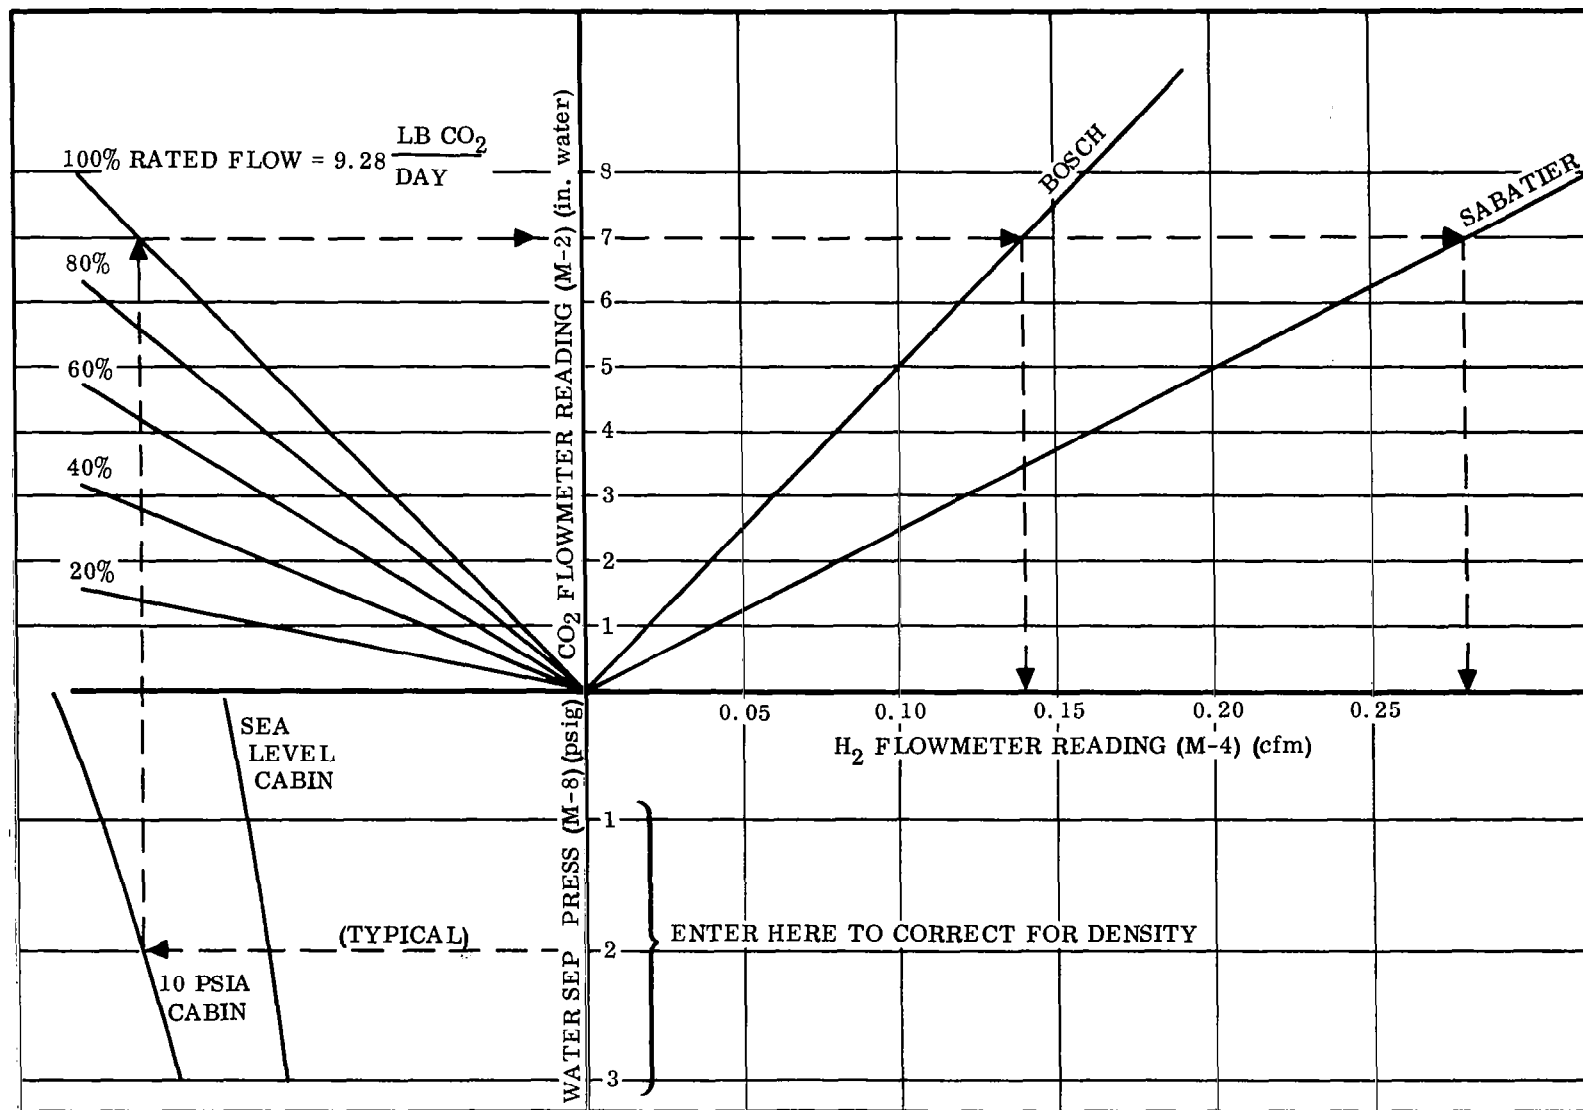 100% RATED FLOW = 9.28 LB CO2 / DAY
80%
60%
40%
20%
CO2 FLOWMETER READING (M-2) (in. water)
8
7
6
5
4
3
2
1
BOSCH
SABATIER
0.05 0.10 0.15 0.20 0.25
H2 FLOWMETER READING (M-4) (cfm)
SEA
LEVEL
CABIN
10 PSIA
CABIN
(TYPICAL)
WATER SEP PRESS (M-8) (psig)
1
2
3
ENTER HERE TO CORRECT FOR DENSITY